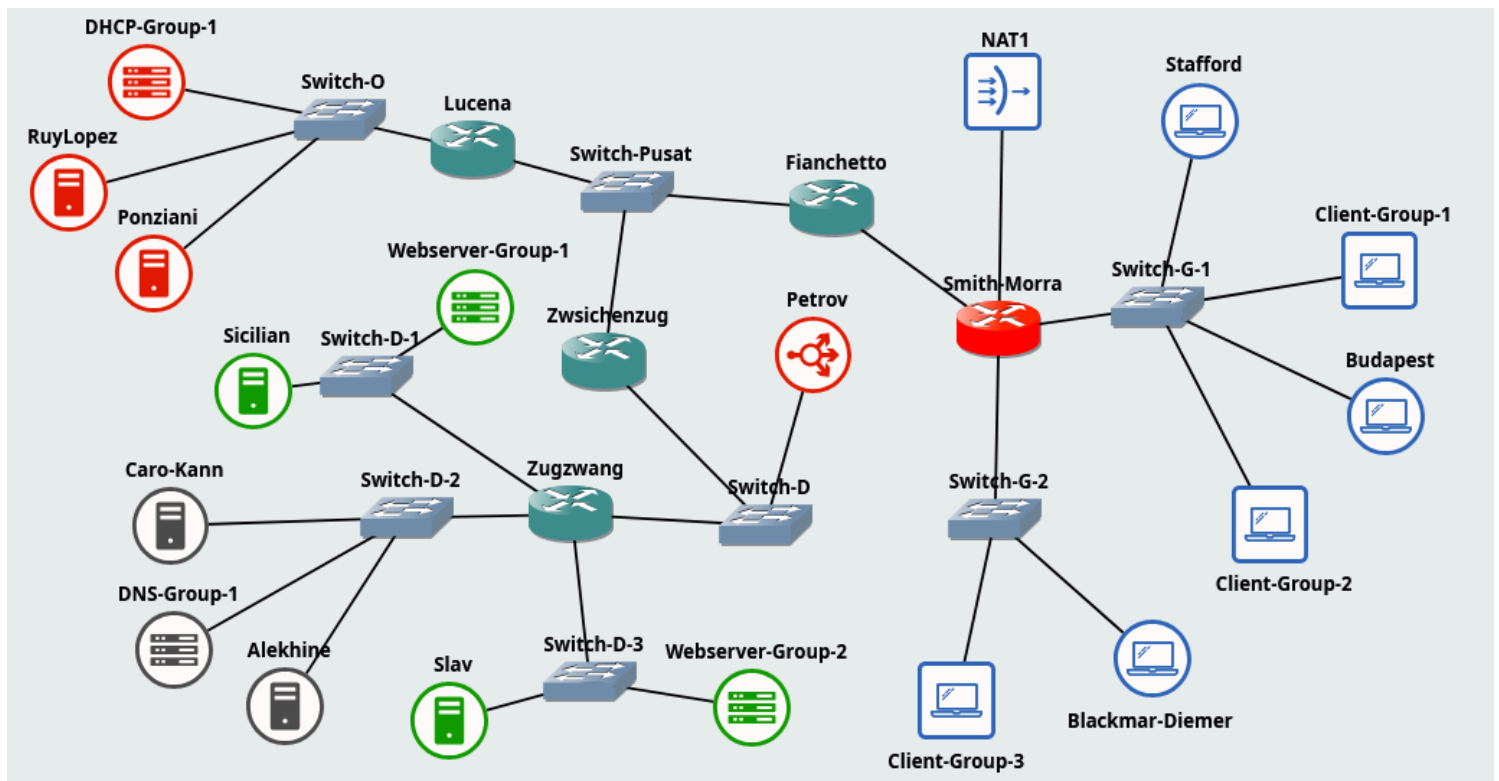 DHCP-Group-1
NAT1
Stafford
Switch-O
Lucena
RuyLopez
Switch-Pusat
Fianchetto
Ponziani
Client-Group-1
Webserver-Group-1
Switch-G-1
Smith-Morra
Petrov
Zwsichenzug
Sicilian
Switch-D-1
Budapest
Caro-Kann
Switch-D-2
Zugzwang
Switch-D
Switch-G-2
Client-Group-2
DNS-Group-1
Alekhine
Switch-D-3
Webserver-Group-2
Slav
Blackmar-Diemer
Client-Group-3